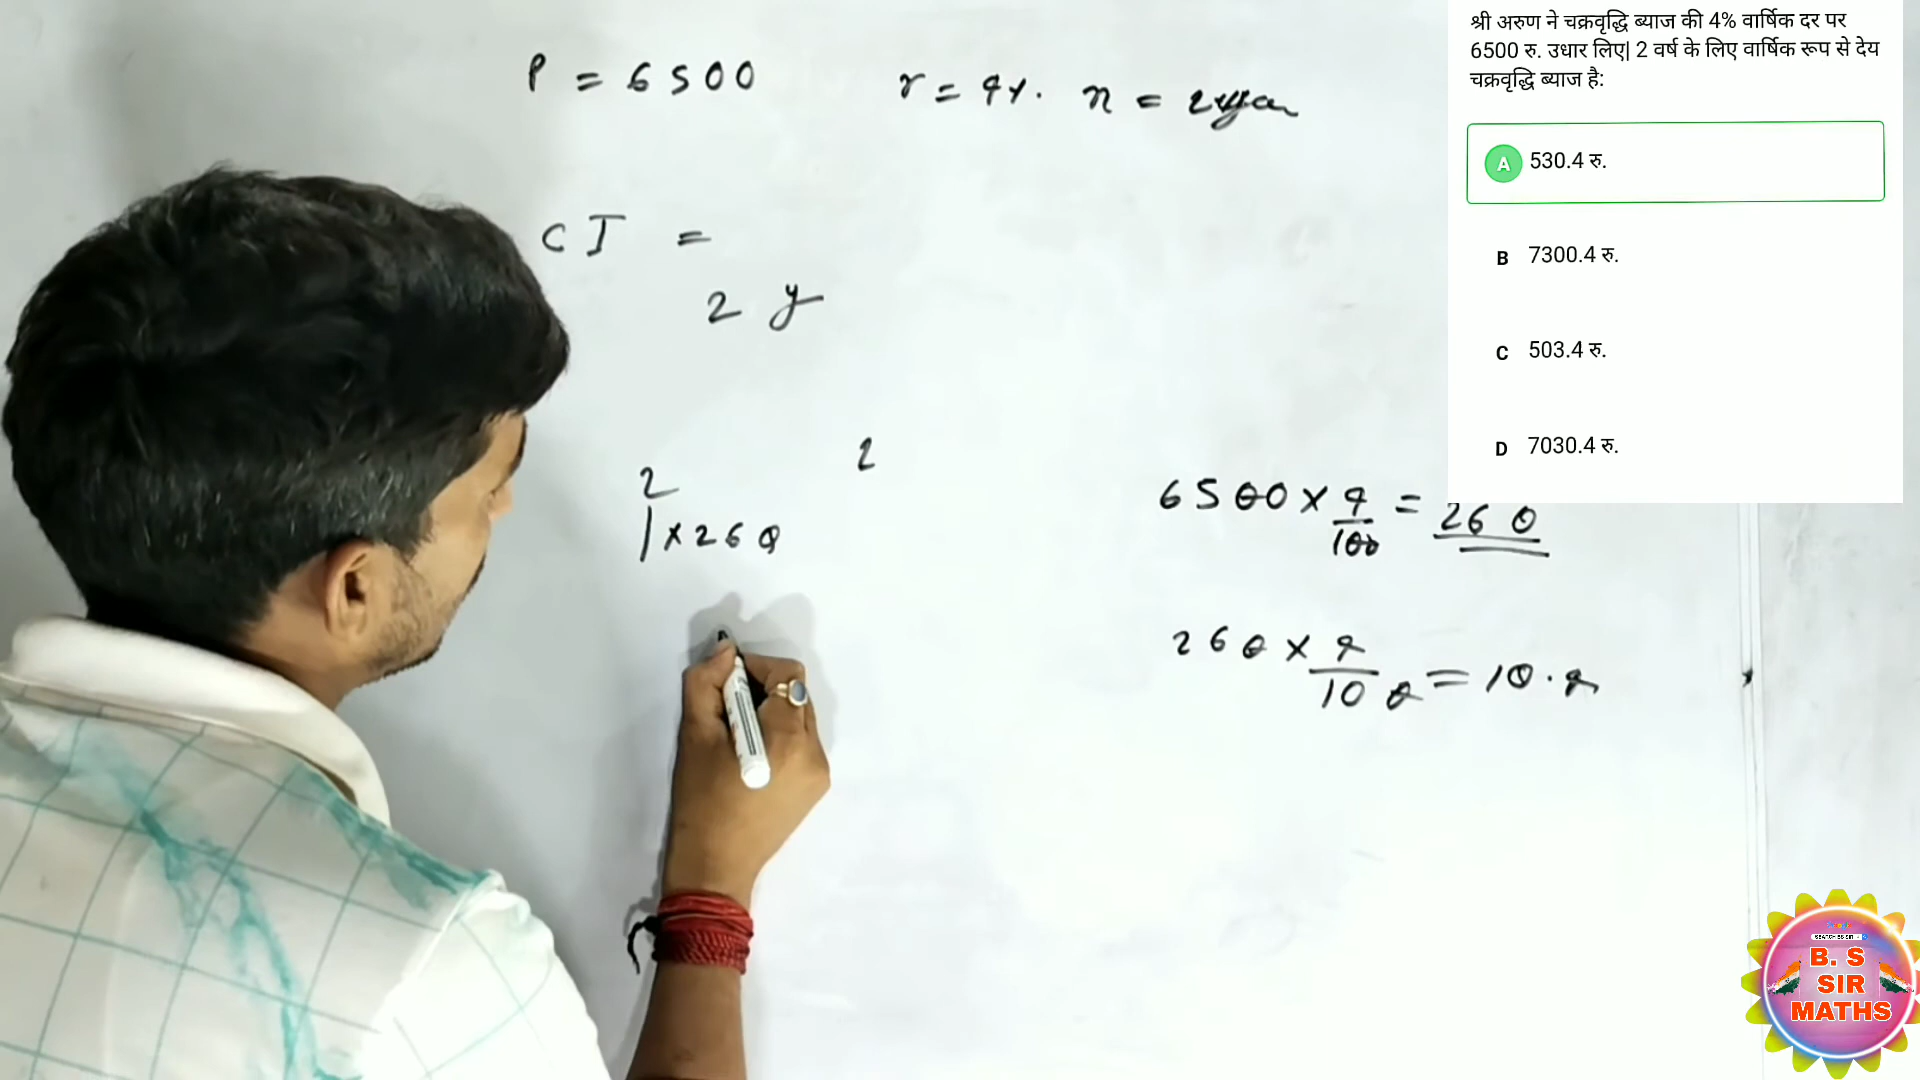 P = 6500 r = 4%. n = 2 year
श्री अरुण ने चक्रवृद्धि ब्याज की 4% वार्षिक दर पर
6500 रु. उधार लिए| 2 वर्ष के लिए वार्षिक रूप से देय
चक्रवृद्धि ब्याज है:
A 530.4 रु.
B 7300.4 रु.
C 503.4 रु.
D 7030.4 रु.
CI =
2 y
2 2
1 × 260
6500 × 4/100 = 260
260 × 4/100 = 10.4
B. S
SIR
MATHS